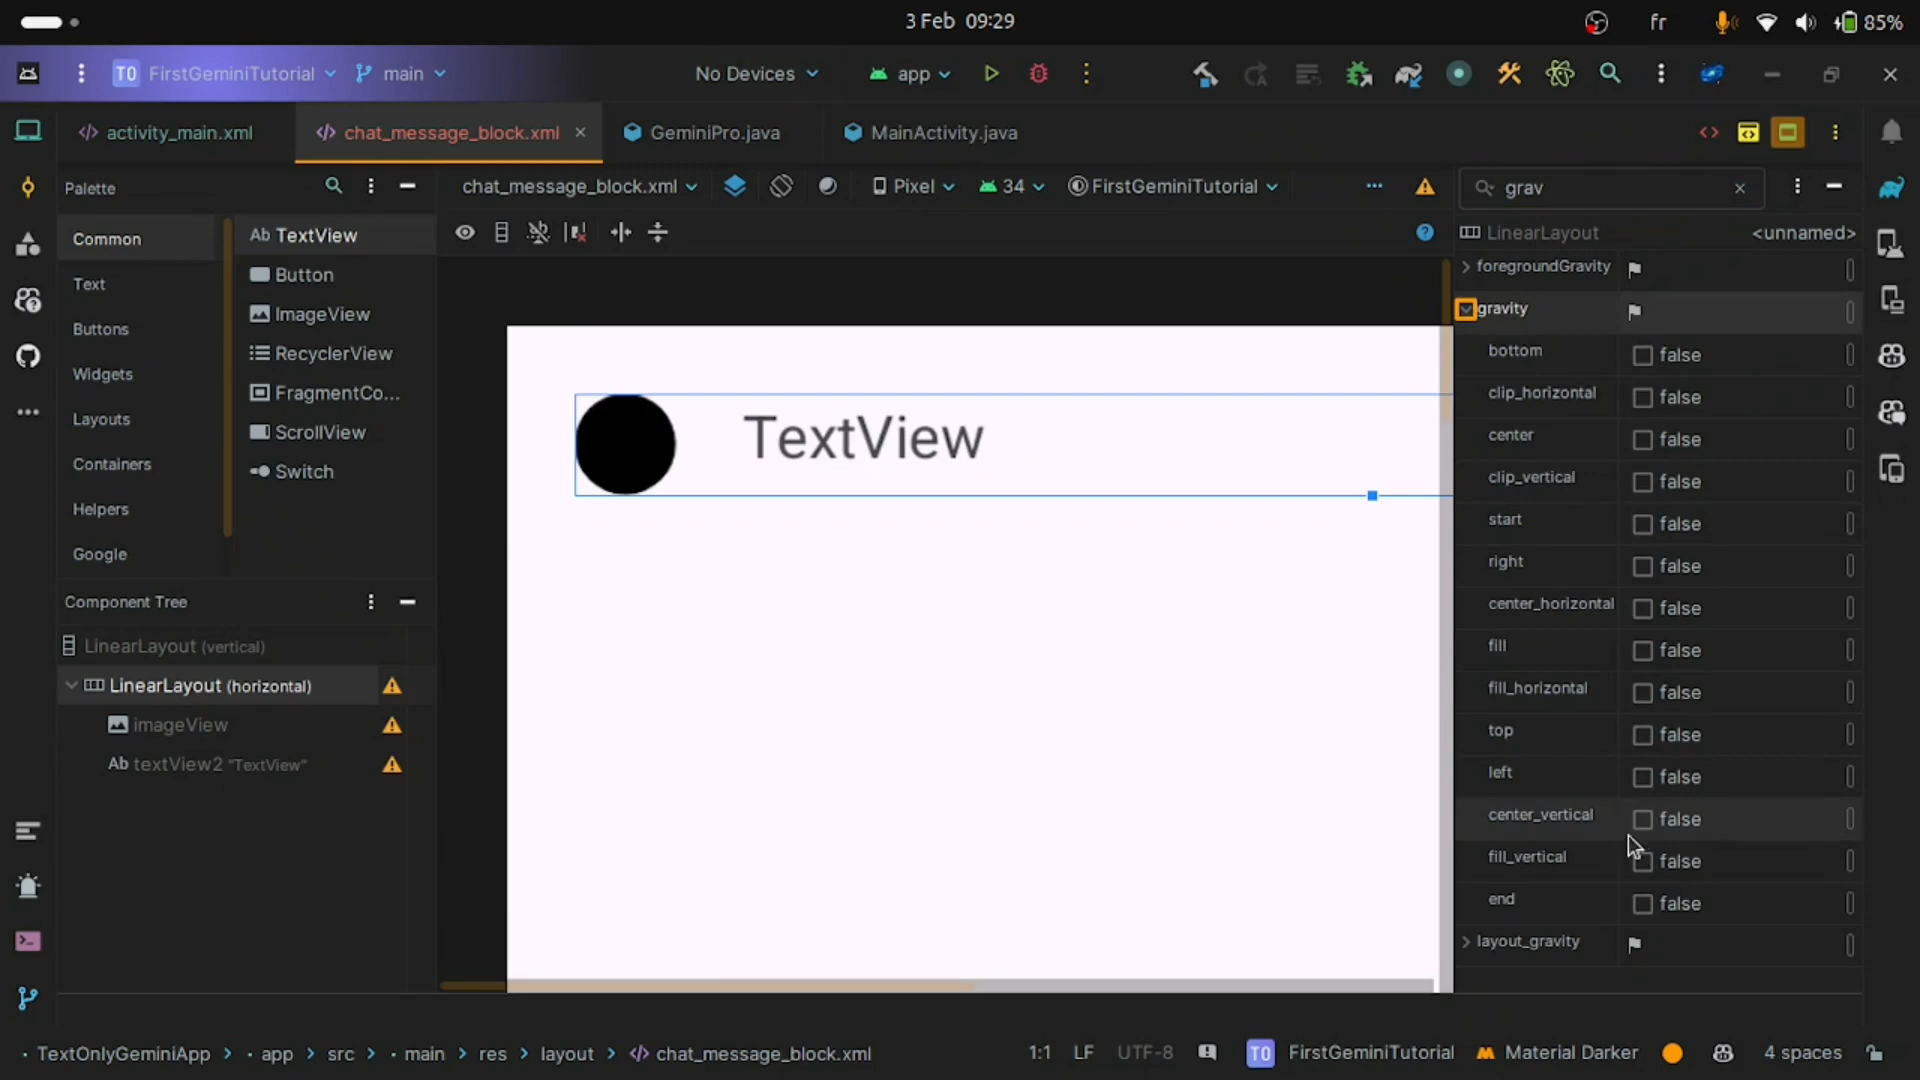 3 Feb 09:29
fr
85%
TO FirstGeminiTutorial
main
No Devices
app
activity_main.xml
chat_message_block.xml
GeminiPro.java
MainActivity.java
Palette
chat_message_block.xml
Pixel
34
FirstGeminiTutorial
grav
Common
Text
Buttons
Widgets
Layouts
Containers
Helpers
Google
Ab TextView
Button
ImageView
RecyclerView
FragmentCo...
ScrollView
Switch
LinearLayout
<unnamed>
foregroundGravity
gravity
bottom false
clip_horizontal false
center false
clip_vertical false
start false
right false
center_horizontal false
fill false
fill_horizontal false
top false
left false
center_vertical false
fill_vertical false
end false
layout_gravity
TextView
Component Tree
LinearLayout (vertical)
LinearLayout (horizontal)
imageView
Ab textView2 "TextView"
TextOnlyGeminiApp > app > src > main > res > layout > chat_message_block.xml
1:1
LF
UTF-8
TO FirstGeminiTutorial
Material Darker
4 spaces